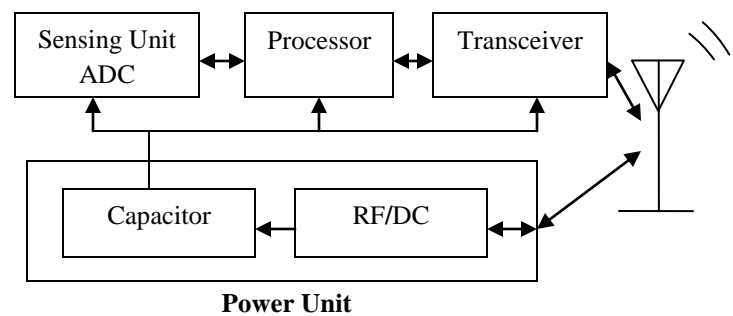 Sensing Unit
ADC
Processor
Transceiver
Capacitor
RF/DC
Power Unit